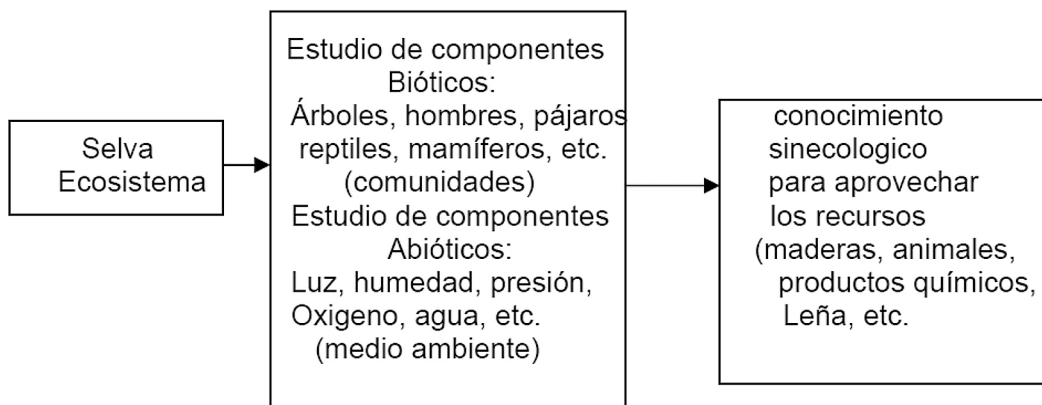 Selva
Ecosistema
Estudio de componentes
Bióticos:
Árboles, hombres, pájaros
reptiles, mamíferos, etc.
(comunidades)
Estudio de componentes
Abióticos:
Luz, humedad, presión,
Oxigeno, agua, etc.
(medio ambiente)
conocimiento
sinecologico
para aprovechar
los recursos
(maderas, animales,
productos químicos,
Leña, etc.